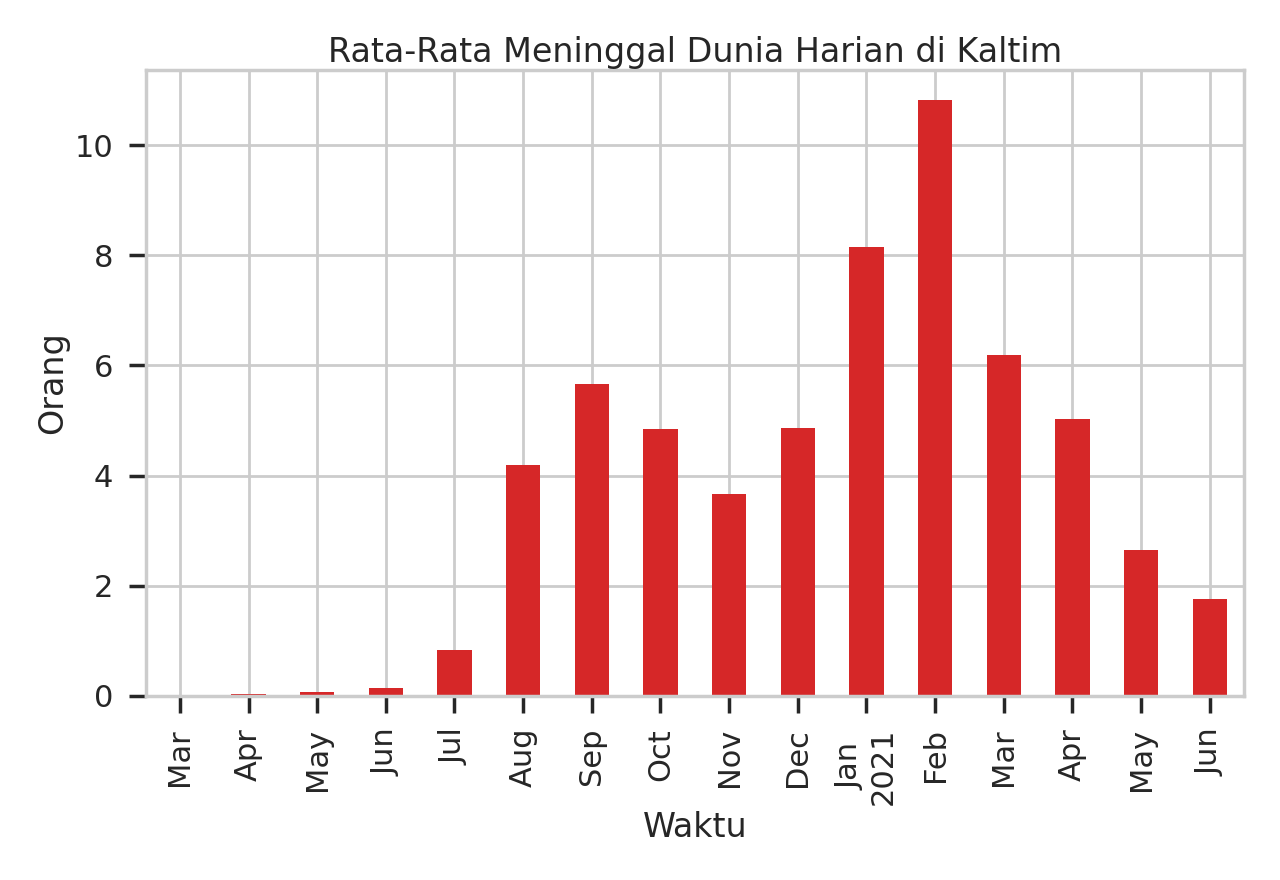 Rata-Rata Meninggal Dunia Harian di Kaltim
10
8
6
4
2
0
Orang
Mar
Apr
May
Jun
Jul
Aug
Sep
Oct
Nov
Dec
Jan
2021
Feb
Mar
Apr
May
Jun
Waktu